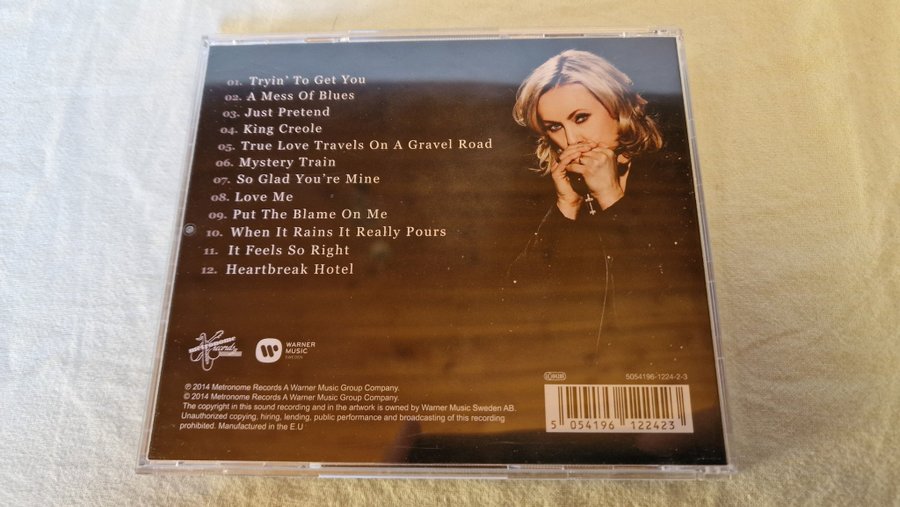 01. Tryin' To Get You
02. A Mess Of Blues
03. Just Pretend
04. King Creole
05. True Love Travels On A Gravel Road
06. Mystery Train
07. So Glad You're Mine
08. Love Me
09. Put The Blame On Me
10. When It Rains It Really Pours
11. It Feels So Right
12. Heartbreak Hotel
metronome
records
WARNER
MUSIC
SWEDEN
℗ 2014 Metronome Records A Warner Music Group Company.
© 2014 Metronome Records A Warner Music Group Company.
The copyright in this sound recording and in the artwork is owned by Warner Music Sweden AB.
Unauthorized copying, hiring, lending, public performance and broadcasting of this recording
prohibited. Manufactured in the E.U
5054196-1224-2-3
5 054196 122423